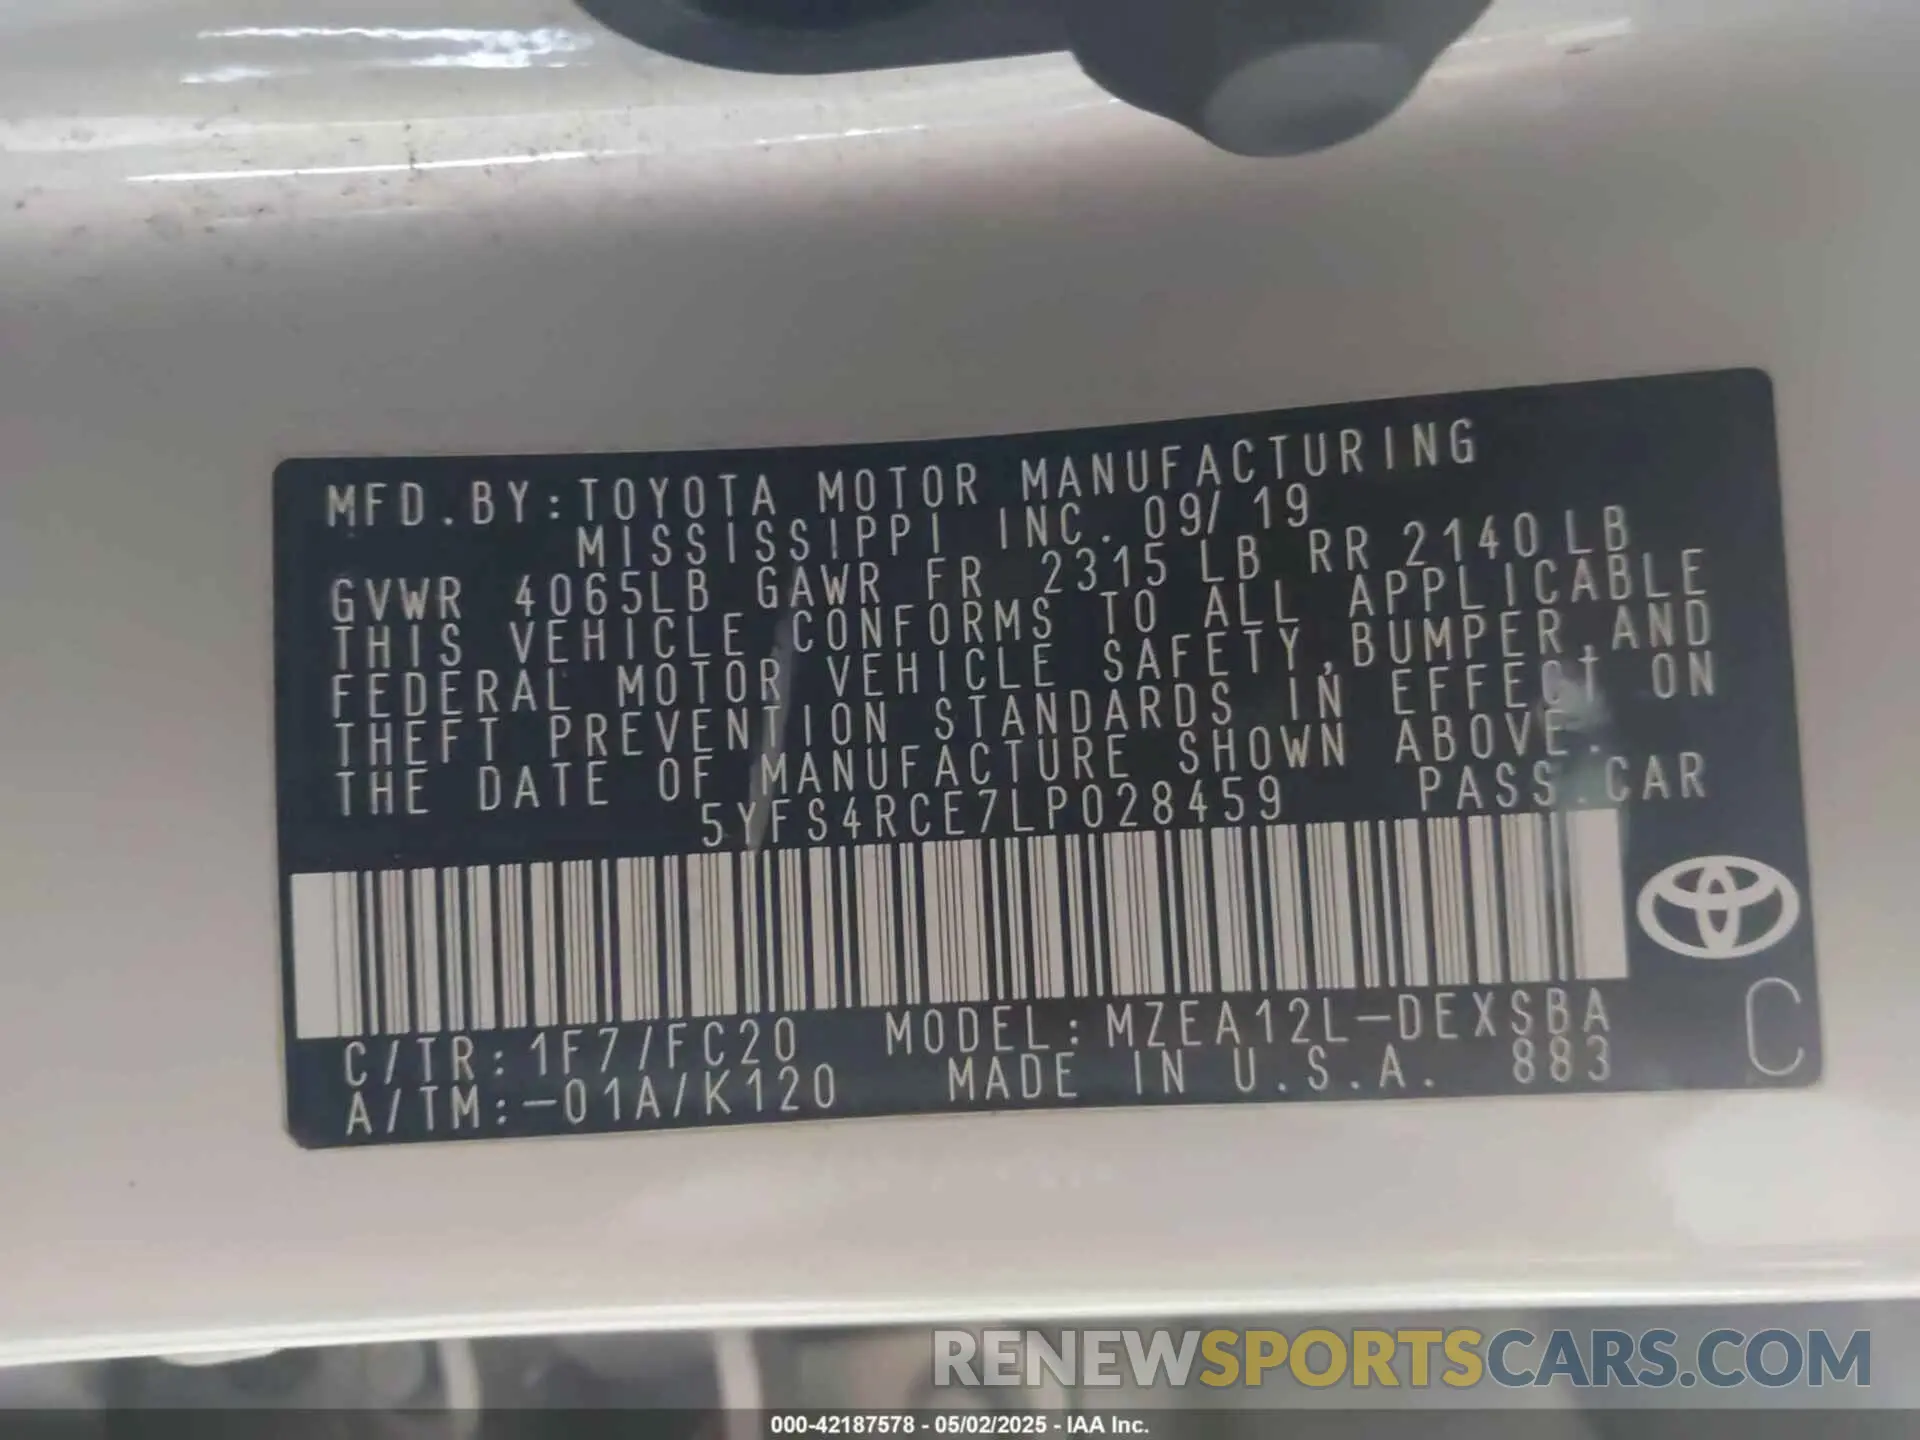 MFD.BY:TOYOTA MOTOR MANUFACTURING
MISSISSIPPI INC. 09/19
GVWR 4065LB GAWR FR 2315LB RR 2140LB
THIS VEHICLE CONFORMS TO ALL APPLICABLE
FEDERAL MOTOR VEHICLE SAFETY,BUMPER,AND
THEFT PREVENTION STANDARDS IN EFFECT ON
THE DATE OF MANUFACTURE SHOWN ABOVE.
5YFS4RCE7LP028459 PASS.CAR
C/TR:1F7/FC20 MODEL:MZEA12L-DEXSBA
A/TM:-01A/K120 MADE IN U.S.A. 883
C
RENEWSPORTSCARS.COM
000-42187578 - 05/02/2025 - IAA Inc.